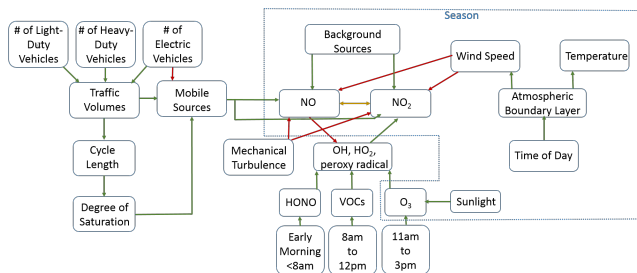 Season
# of Light-
Duty
Vehicles
# of Heavy-
Duty
Vehicles
# of
Electric
Vehicles
Background
Sources
Wind Speed
Temperature
Traffic
Volumes
Mobile
Sources
NO
NO2
Atmospheric
Boundary Layer
Cycle
Length
Mechanical
Turbulence
OH, HO2,
peroxy radical
Time of Day
Degree of
Saturation
HONO
VOCs
O3
Sunlight
Early
Morning
<8am
8am
to
12pm
11am
to
3pm